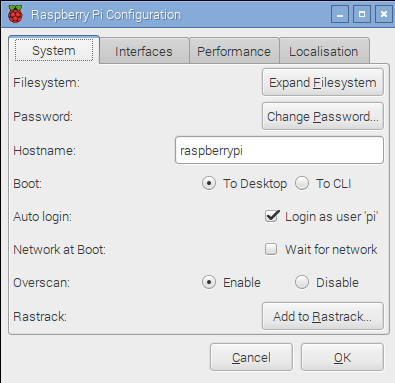 Raspberry Pi Configuration
System Interfaces Performance Localisation
Filesystem: Expand Filesystem
Password: Change Password...
Hostname: raspberrypi
Boot: To Desktop To CLI
Auto login: Login as user 'pi'
Network at Boot: Wait for network
Overscan: Enable Disable
Rastrack: Add to Rastrack...
Cancel OK